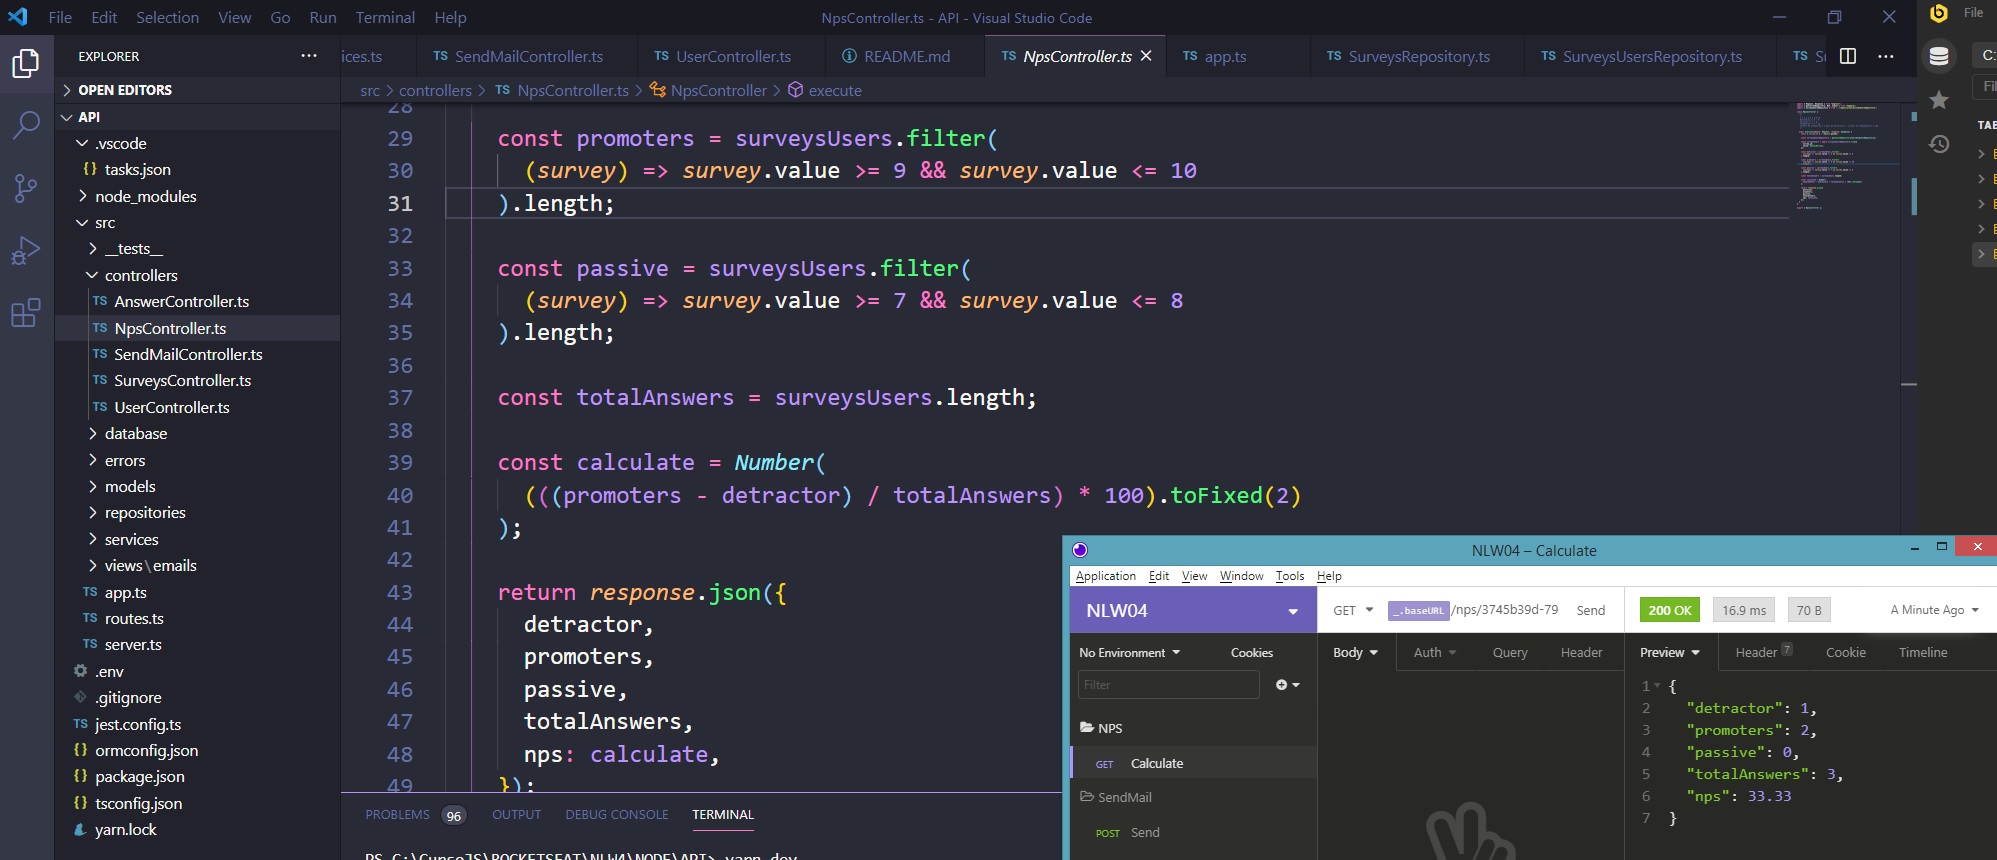 File Edit Selection View Go Run Terminal Help
NpsController.ts - API - Visual Studio Code
File
EXPLORER
ices.ts
TS SendMailController.ts
TS UserController.ts
README.md
TS NpsController.ts
TS app.ts
TS SurveysRepository.ts
TS SurveysUsersRepository.ts
TS
C:
OPEN EDITORS
API
.vscode
{} tasks.json
node_modules
src
__tests__
controllers
TS AnswerController.ts
TS NpsController.ts
TS SendMailController.ts
TS SurveysController.ts
TS UserController.ts
database
errors
models
repositories
services
views\emails
TS app.ts
TS routes.ts
TS server.ts
.env
.gitignore
TS jest.config.ts
{} ormconfig.json
{} package.json
{} tsconfig.json
yarn.lock
src > controllers > TS NpsController.ts > NpsController > execute
28
29 const promoters = surveysUsers.filter(
30 (survey) => survey.value >= 9 && survey.value <= 10
31 ).length;
32
33 const passive = surveysUsers.filter(
34 (survey) => survey.value >= 7 && survey.value <= 8
35 ).length;
36
37 const totalAnswers = surveysUsers.length;
38
39 const calculate = Number(
40 (((promoters - detractor) / totalAnswers) * 100).toFixed(2)
41 );
42
43 return response.json({
44 detractor,
45 promoters,
46 passive,
47 totalAnswers,
48 nps: calculate,
49 });
PROBLEMS 96 OUTPUT DEBUG CONSOLE TERMINAL
PS C:\CursoJS\ROCKETSEAT\NLW4\NODE\API> yarn dev
NLW04 – Calculate
Application Edit View Window Tools Help
NLW04
GET _.baseURL /nps/3745b39d-79 Send
200 OK 16.9 ms 70 B A Minute Ago
No Environment Cookies
Body Auth Query Header
Preview Header 7 Cookie Timeline
Filter
NPS
GET Calculate
SendMail
POST Send
1 {
2 "detractor": 1,
3 "promoters": 2,
4 "passive": 0,
5 "totalAnswers": 3,
6 "nps": 33.33
7 }